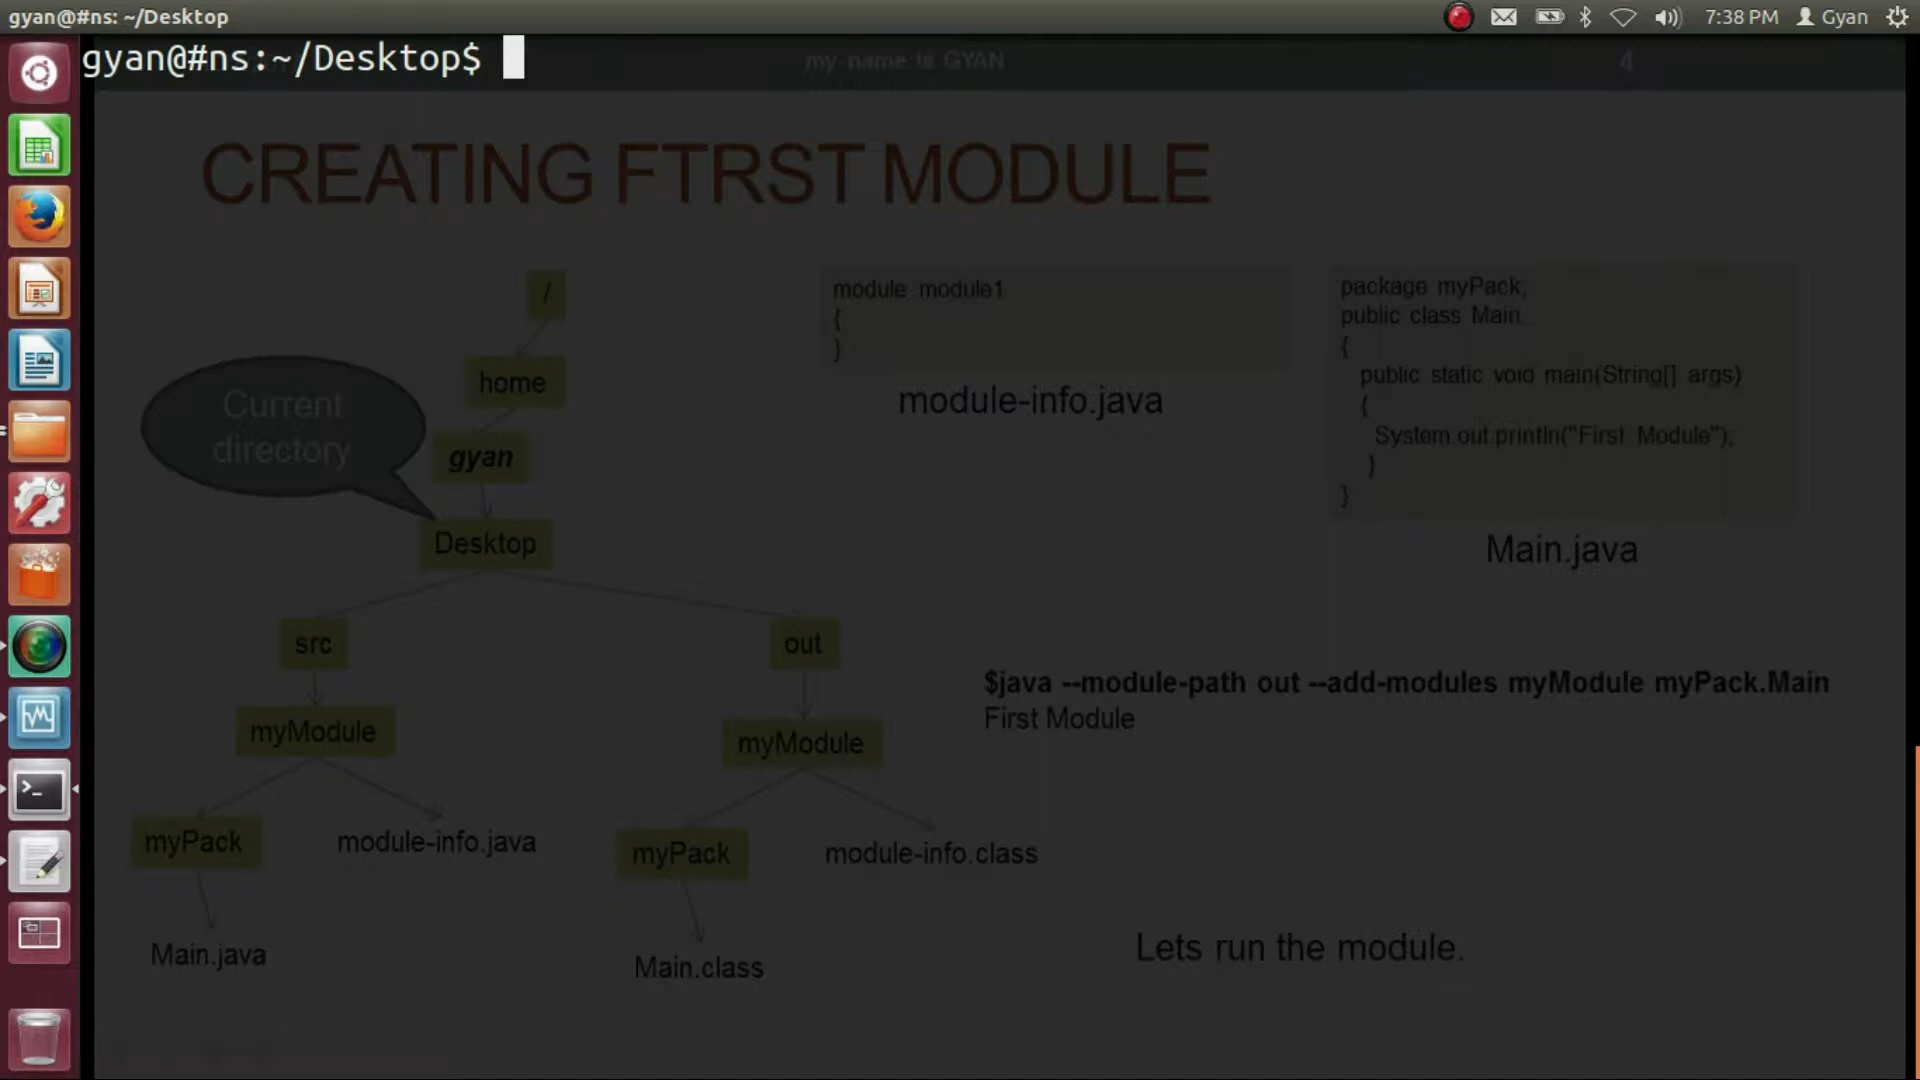 gyan@#ns: ~/Desktop
7:38 PM
Gyan
gyan@#ns:~/Desktop$
my name is GYAN
4
CREATING FTRST MODULE
/
home
gyan
Desktop
Current
directory
src
out
myModule
myModule
myPack
module-info.java
myPack
module-info.class
Main.java
Main.class
module module1
{
}
module-info.java
package myPack;
public class Main
{
public static void main(String[] args)
{
System.out.println("First Module");
}
}
Main.java
$java --module-path out --add-modules myModule myPack.Main
First Module
Lets run the module.